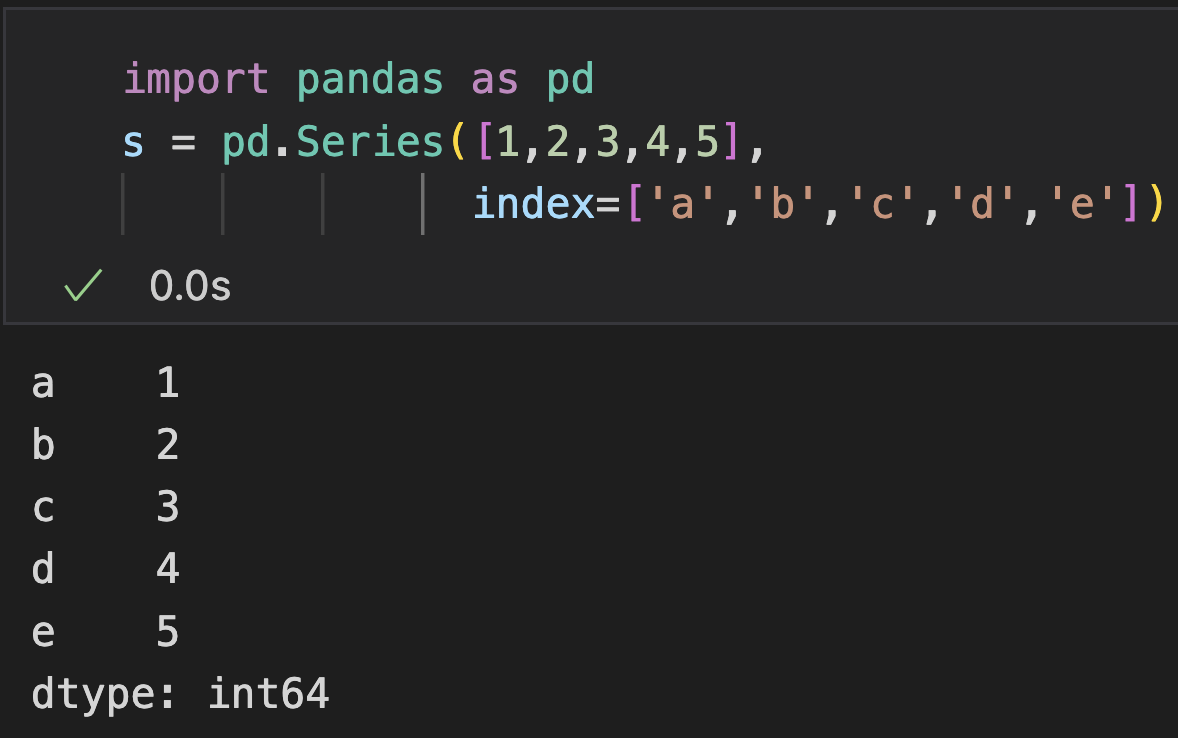 import pandas as pd
s = pd.Series([1,2,3,4,5],
index=['a','b','c','d','e'])
✓ 0.0s
a    1
b    2
c    3
d    4
e    5
dtype: int64